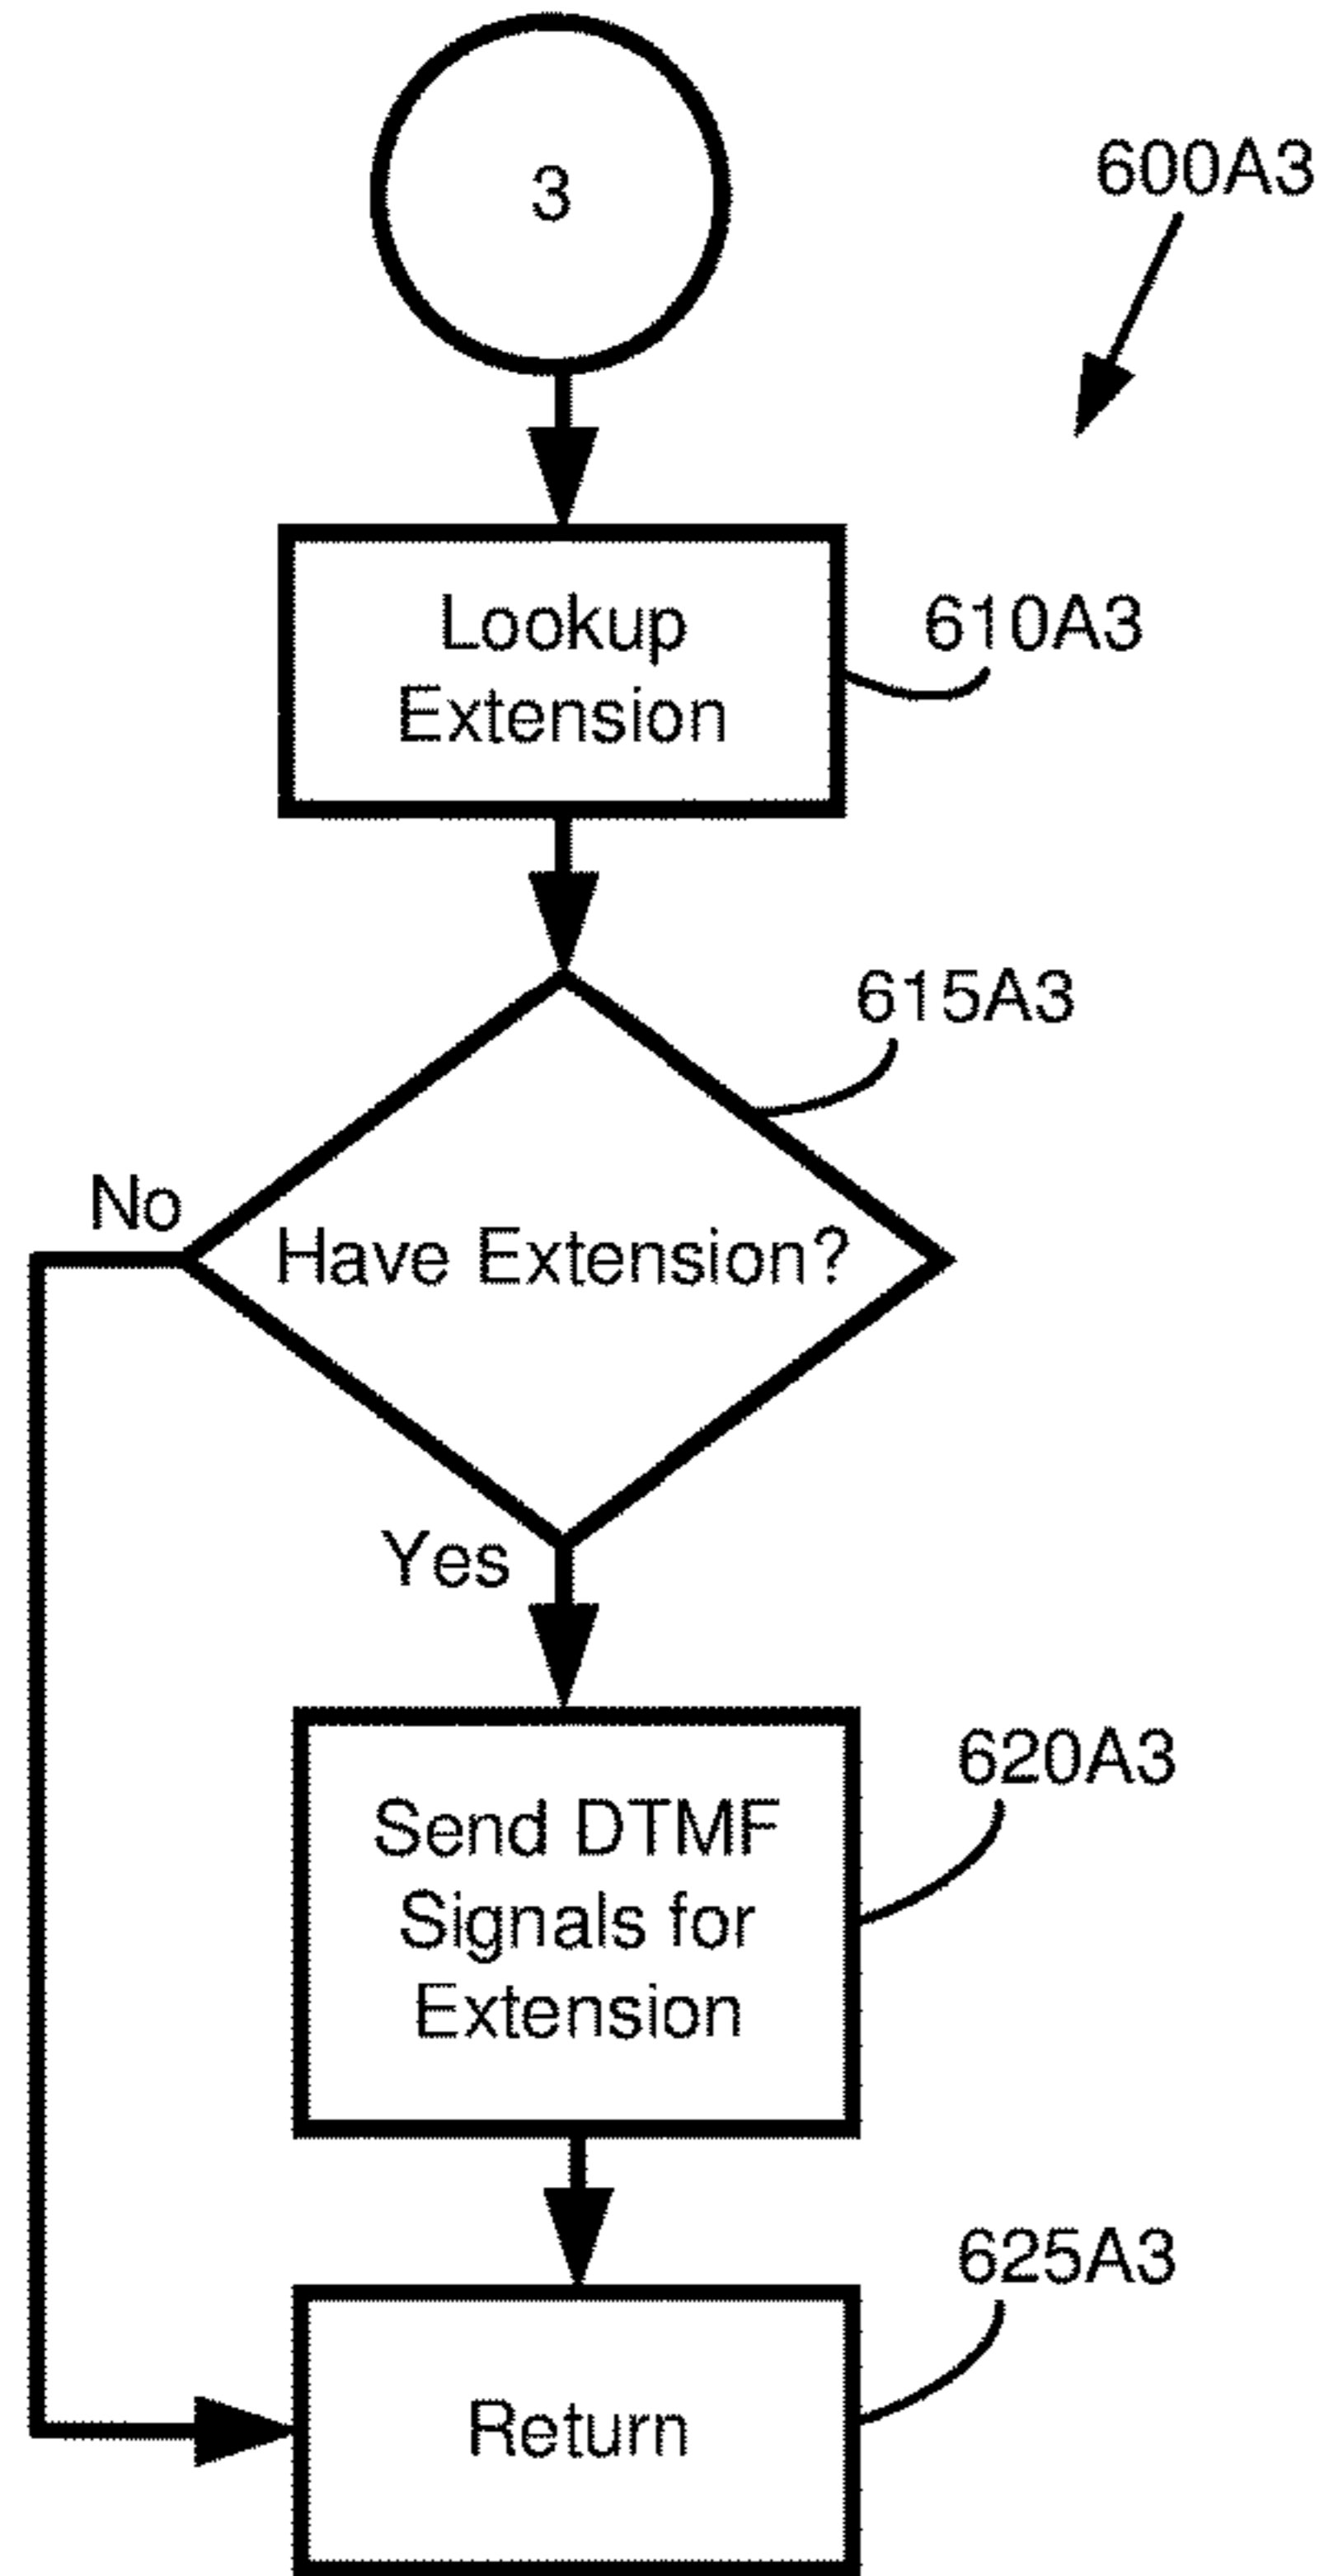 3
600A3
Lookup
Extension
610A3
615A3
No
Have Extension?
Yes
620A3
Send DTMF
Signals for
Extension
625A3
Return